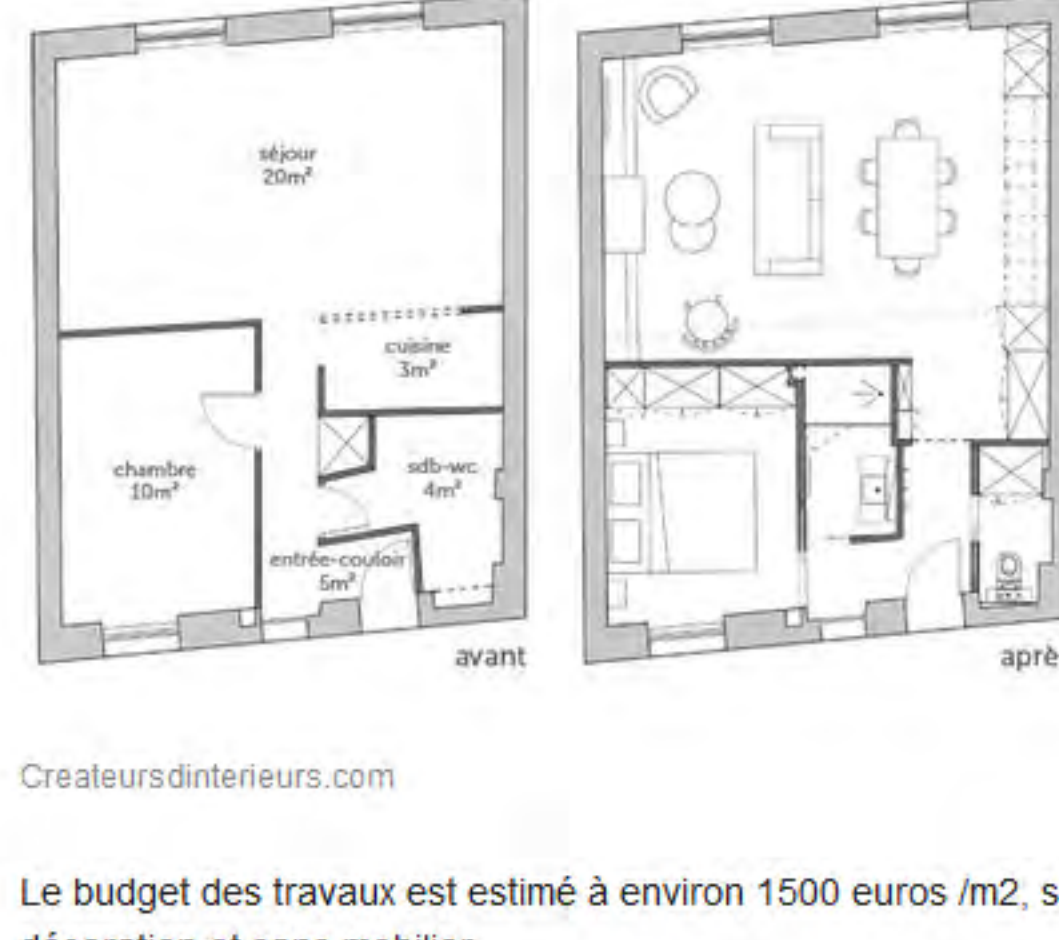 séjour
20m²
cuisine
3m²
chambre
10m²
sdb-wc
4m²
entrée-couloir
5m²
avant
aprè
Createursdinterieurs.com
Le budget des travaux est estimé à environ 1500 euros /m2, s